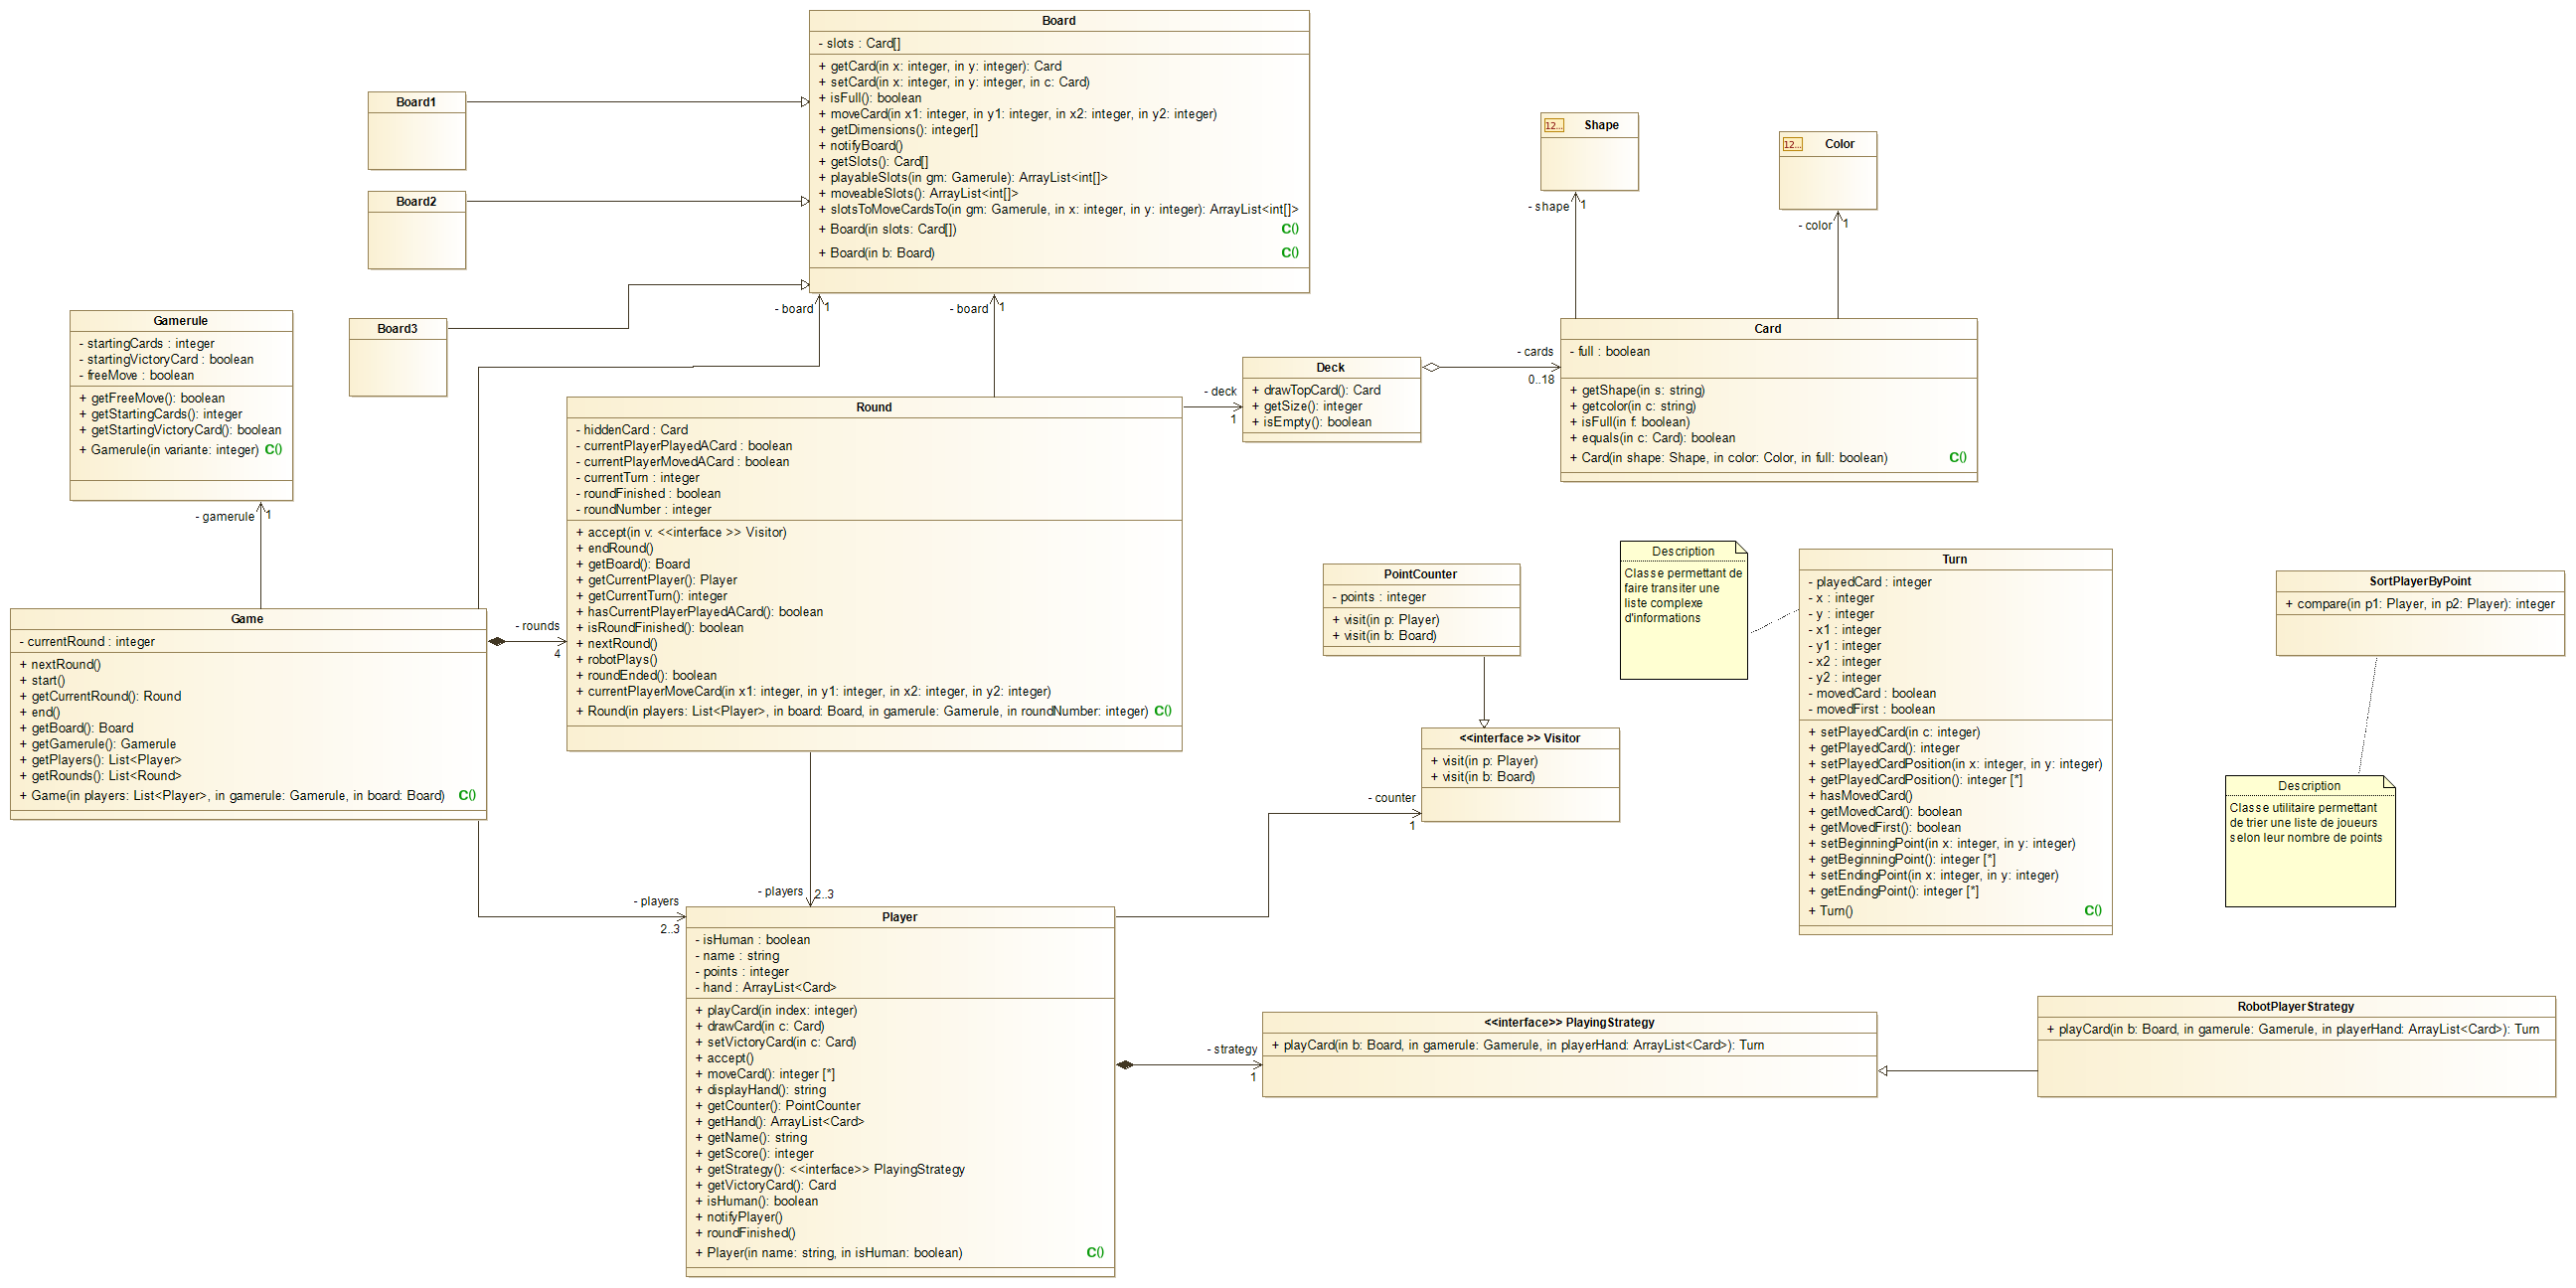 Board
- slots : Card[]
+ getCard(in x: integer, in y: integer): Card
+ setCard(in x: integer, in y: integer, in c: Card)
+ isFull(): boolean
+ moveCard(in x1: integer, in y1: integer, in x2: integer, in y2: integer)
+ getDimensions(): integer[]
+ notifyBoard()
+ getSlots(): Card[]
+ playableSlots(in gm: Gamerule): ArrayList<int[]>
+ moveableSlots(): ArrayList<int[]>
+ slotsToMoveCardsTo(in gm: Gamerule, in x: integer, in y: integer): ArrayList<int[]>
+ Board(in slots: Card[]) C()
+ Board(in b: Board) C()
Board1
Board2
Board3
- board 1
- board 1
12... Shape
- shape 1
12... Color
- color 1
Gamerule
- startingCards : integer
- startingVictoryCard : boolean
- freeMove : boolean
+ getFreeMove(): boolean
+ getStartingCards(): integer
+ getStartingVictoryCard(): boolean
+ Gamerule(in variante: integer) C()
- gamerule 1
Deck
+ drawTopCard(): Card
+ getSize(): integer
+ isEmpty(): boolean
- deck
1
- cards
0..18
Card
- full : boolean
+ getShape(in s: string)
+ getcolor(in c: string)
+ isFull(in f: boolean)
+ equals(in c: Card): boolean
+ Card(in shape: Shape, in color: Color, in full: boolean) C()
Round
- hiddenCard : Card
- currentPlayerPlayedACard : boolean
- currentPlayerMovedACard : boolean
- currentTurn : integer
- roundFinished : boolean
- roundNumber : integer
+ accept(in v: <<interface >> Visitor)
+ endRound()
+ getBoard(): Board
+ getCurrentPlayer(): Player
+ getCurrentTurn(): integer
+ hasCurrentPlayerPlayedACard(): boolean
+ isRoundFinished(): boolean
+ nextRound()
+ robotPlays()
+ roundEnded(): boolean
+ currentPlayerMoveCard(in x1: integer, in y1: integer, in x2: integer, in y2: integer)
+ Round(in players: List<Player>, in board: Board, in gamerule: Gamerule, in roundNumber: integer) C()
Game
- currentRound : integer
+ nextRound()
+ start()
+ getCurrentRound(): Round
+ end()
+ getBoard(): Board
+ getGamerule(): Gamerule
+ getPlayers(): List<Player>
+ getRounds(): List<Round>
+ Game(in players: List<Player>, in gamerule: Gamerule, in board: Board) C()
- rounds
4
PointCounter
- points : integer
+ visit(in p: Player)
+ visit(in b: Board)
<<interface >> Visitor
+ visit(in p: Player)
+ visit(in b: Board)
- counter
1
Description
Classe permettant de
faire transiter une
liste complexe
d'informations
Turn
- playedCard : integer
- x : integer
- y : integer
- x1 : integer
- y1 : integer
- x2 : integer
- y2 : integer
- movedCard : boolean
- movedFirst : boolean
+ setPlayedCard(in c: integer)
+ getPlayedCard(): integer
+ setPlayedCardPosition(in x: integer, in y: integer)
+ getPlayedCardPosition(): integer [*]
+ hasMovedCard()
+ getMovedCard(): boolean
+ getMovedFirst(): boolean
+ setBeginningPoint(in x: integer, in y: integer)
+ getBeginningPoint(): integer [*]
+ setEndingPoint(in x: integer, in y: integer)
+ getEndingPoint(): integer [*]
+ Turn() C()
SortPlayerByPoint
+ compare(in p1: Player, in p2: Player): integer
Description
Classe utilitaire permettant
de trier une liste de joueurs
selon leur nombre de points
- players
2..3
- players 2..3
Player
- isHuman : boolean
- name : string
- points : integer
- hand : ArrayList<Card>
+ playCard(in index: integer)
+ drawCard(in c: Card)
+ setVictoryCard(in c: Card)
+ accept()
+ moveCard(): integer [*]
+ displayHand(): string
+ getCounter(): PointCounter
+ getHand(): ArrayList<Card>
+ getName(): string
+ getScore(): integer
+ getStrategy(): <<interface>> PlayingStrategy
+ getVictoryCard(): Card
+ isHuman(): boolean
+ notifyPlayer()
+ roundFinished()
+ Player(in name: string, in isHuman: boolean) C()
- strategy
1
<<interface>> PlayingStrategy
+ playCard(in b: Board, in gamerule: Gamerule, in playerHand: ArrayList<Card>): Turn
RobotPlayerStrategy
+ playCard(in b: Board, in gamerule: Gamerule, in playerHand: ArrayList<Card>): Turn